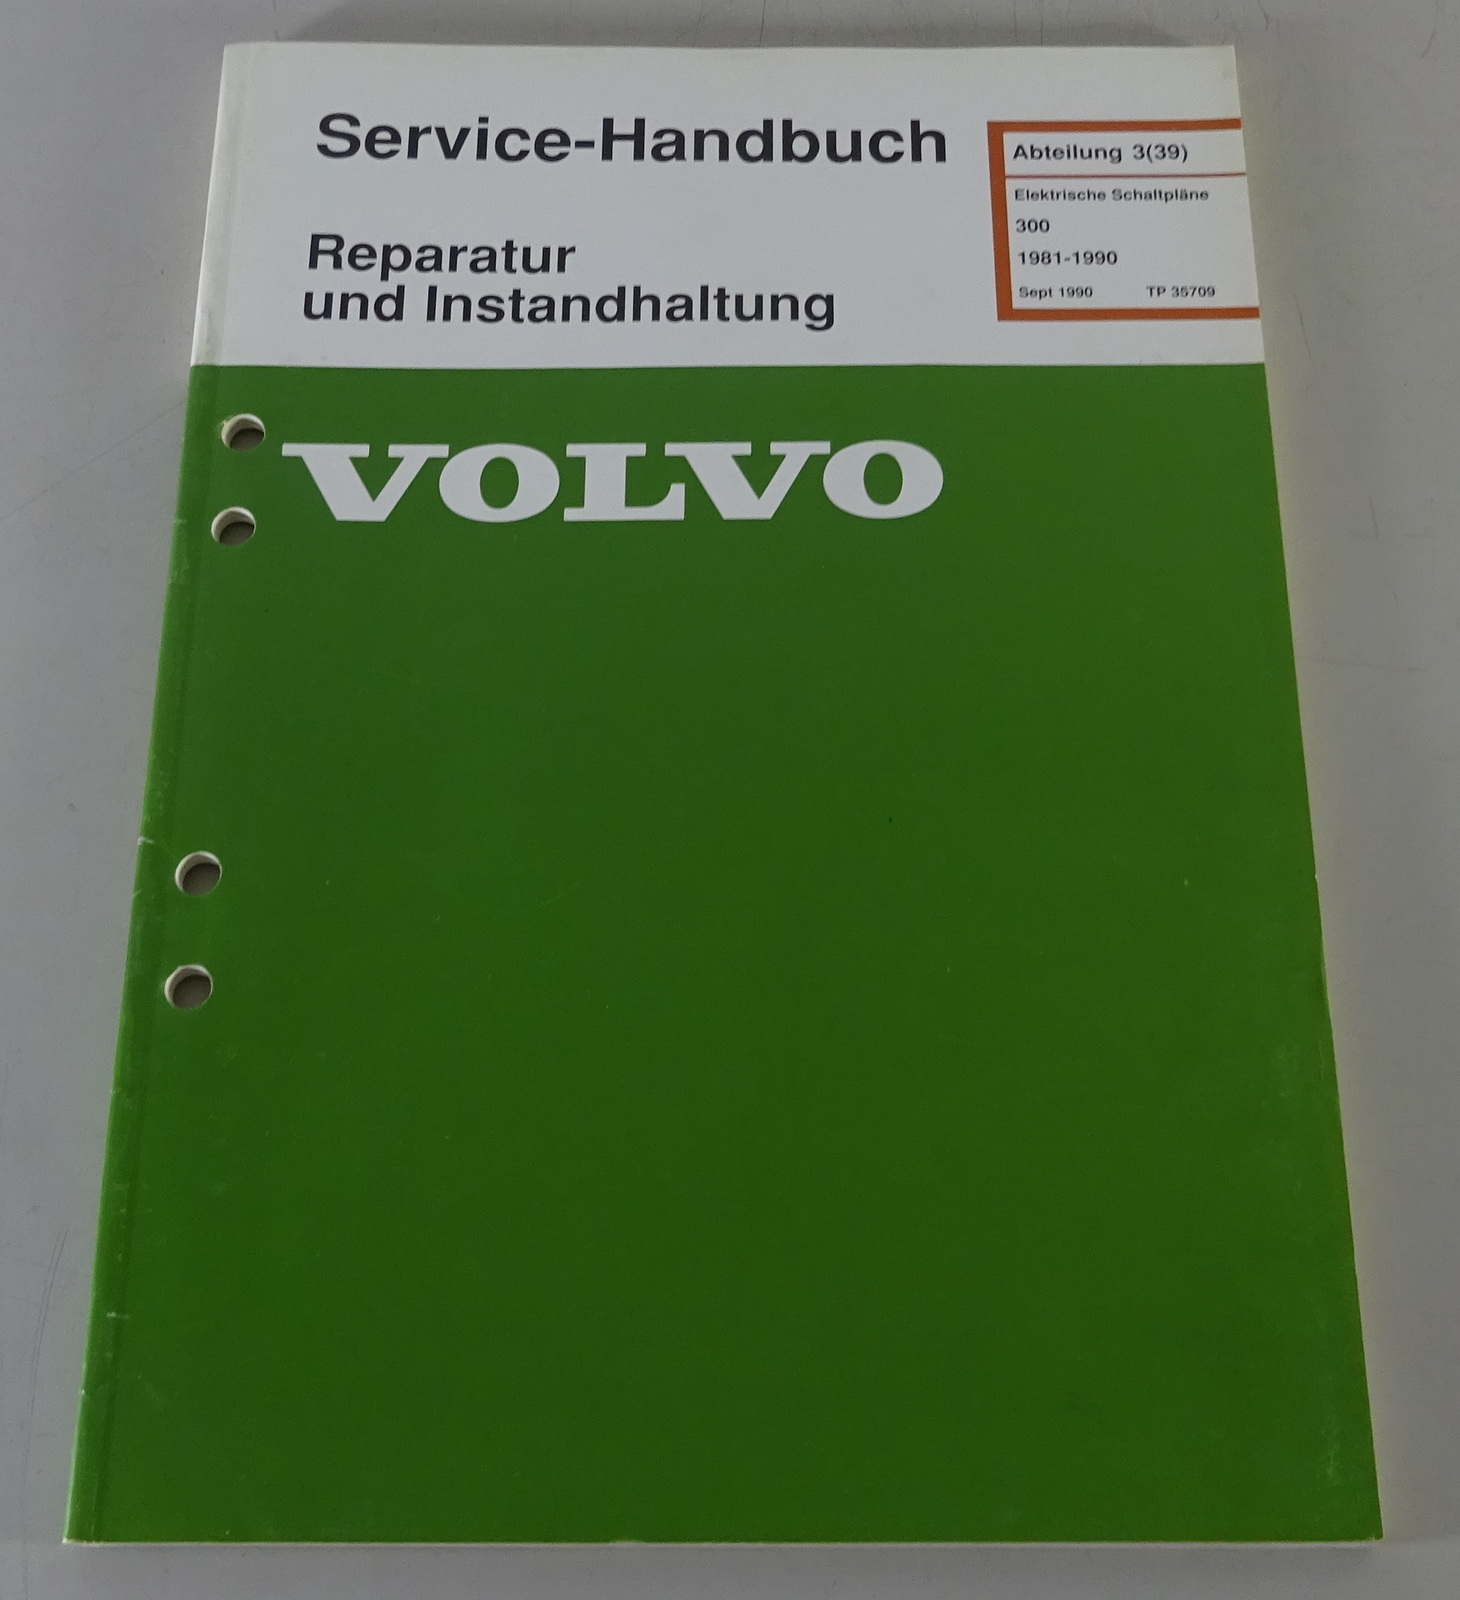 Service-Handbuch
Reparatur
und Instandhaltung
Abteilung 3(39)
Elektrische Schaltpläne
300
1981-1990
Sept 1990 TP 35709
VOLVO